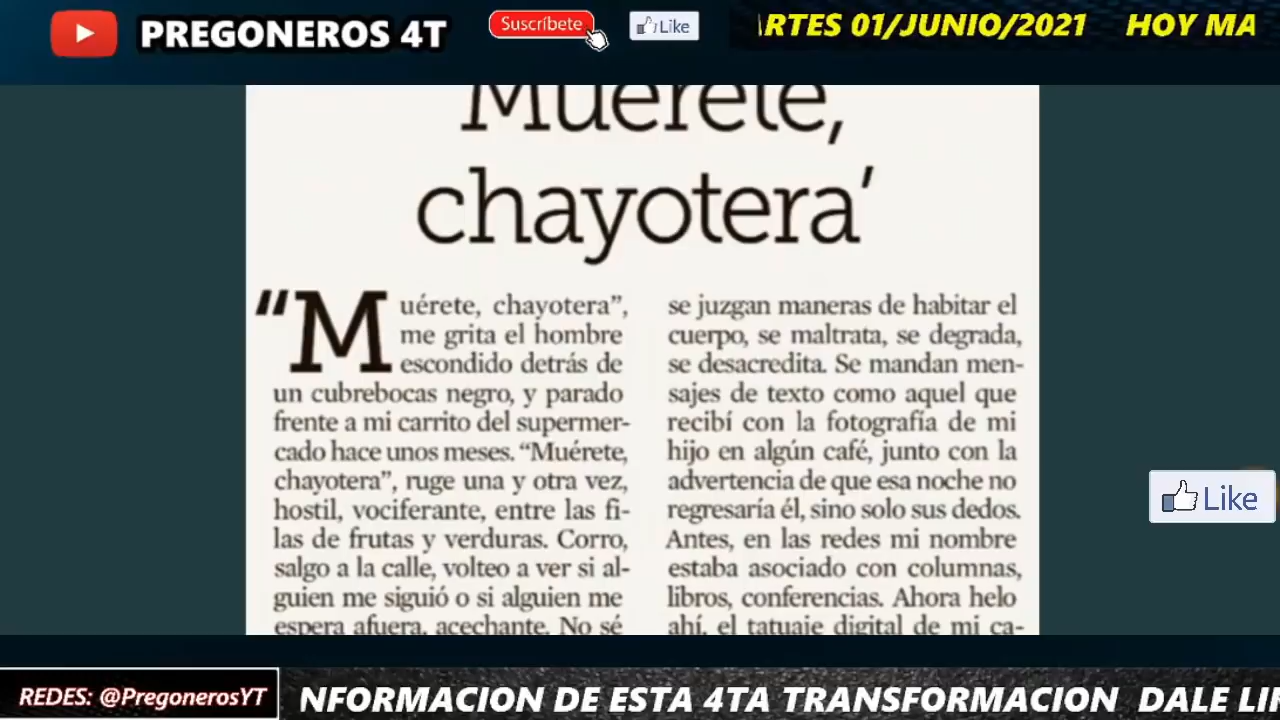 PREGONEROS 4T
Suscríbete
Like
ARTES 01/JUNIO/2021 HOY MA
Muérete,
chayotera’
“Muérete, chayotera”,
me grita el hombre
escondido detrás de
un cubrebocas negro, y parado
frente a mi carrito del supermer-
cado hace unos meses. “Muérete,
chayotera”, ruge una y otra vez,
hostil, vociferante, entre las fi-
las de frutas y verduras. Corro,
salgo a la calle, volteo a ver si al-
guien me siguió o si alguien me
espera afuera, acechante. No sé
se juzgan maneras de habitar el
cuerpo, se maltrata, se degrada,
se desacredita. Se mandan men-
sajes de texto como aquel que
recibí con la fotografía de mi
hijo en algún café, junto con la
advertencia de que esa noche no
regresaría él, sino solo sus dedos.
Antes, en las redes mi nombre
estaba asociado con columnas,
libros, conferencias. Ahora helo
ahí, el tatuaje digital de mi ca-
Like
REDES: @PregonerosYT
NFORMACION DE ESTA 4TA TRANSFORMACION DALE LI